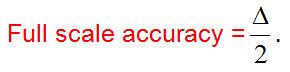 Full scale accuracy = Δ/2.